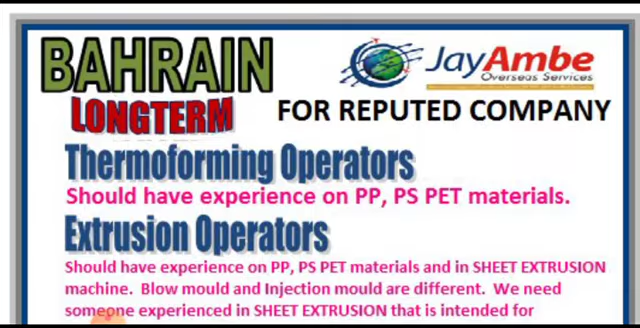 BAHRAIN
LONGTERM
JayAmbe
Overseas Services
FOR REPUTED COMPANY
Thermoforming Operators
Should have experience on PP, PS PET materials.
Extrusion Operators
Should have experience on PP, PS PET materials and in SHEET EXTRUSION
machine. Blow mould and Injection mould are different. We need
someone experienced in SHEET EXTRUSION that is intended for